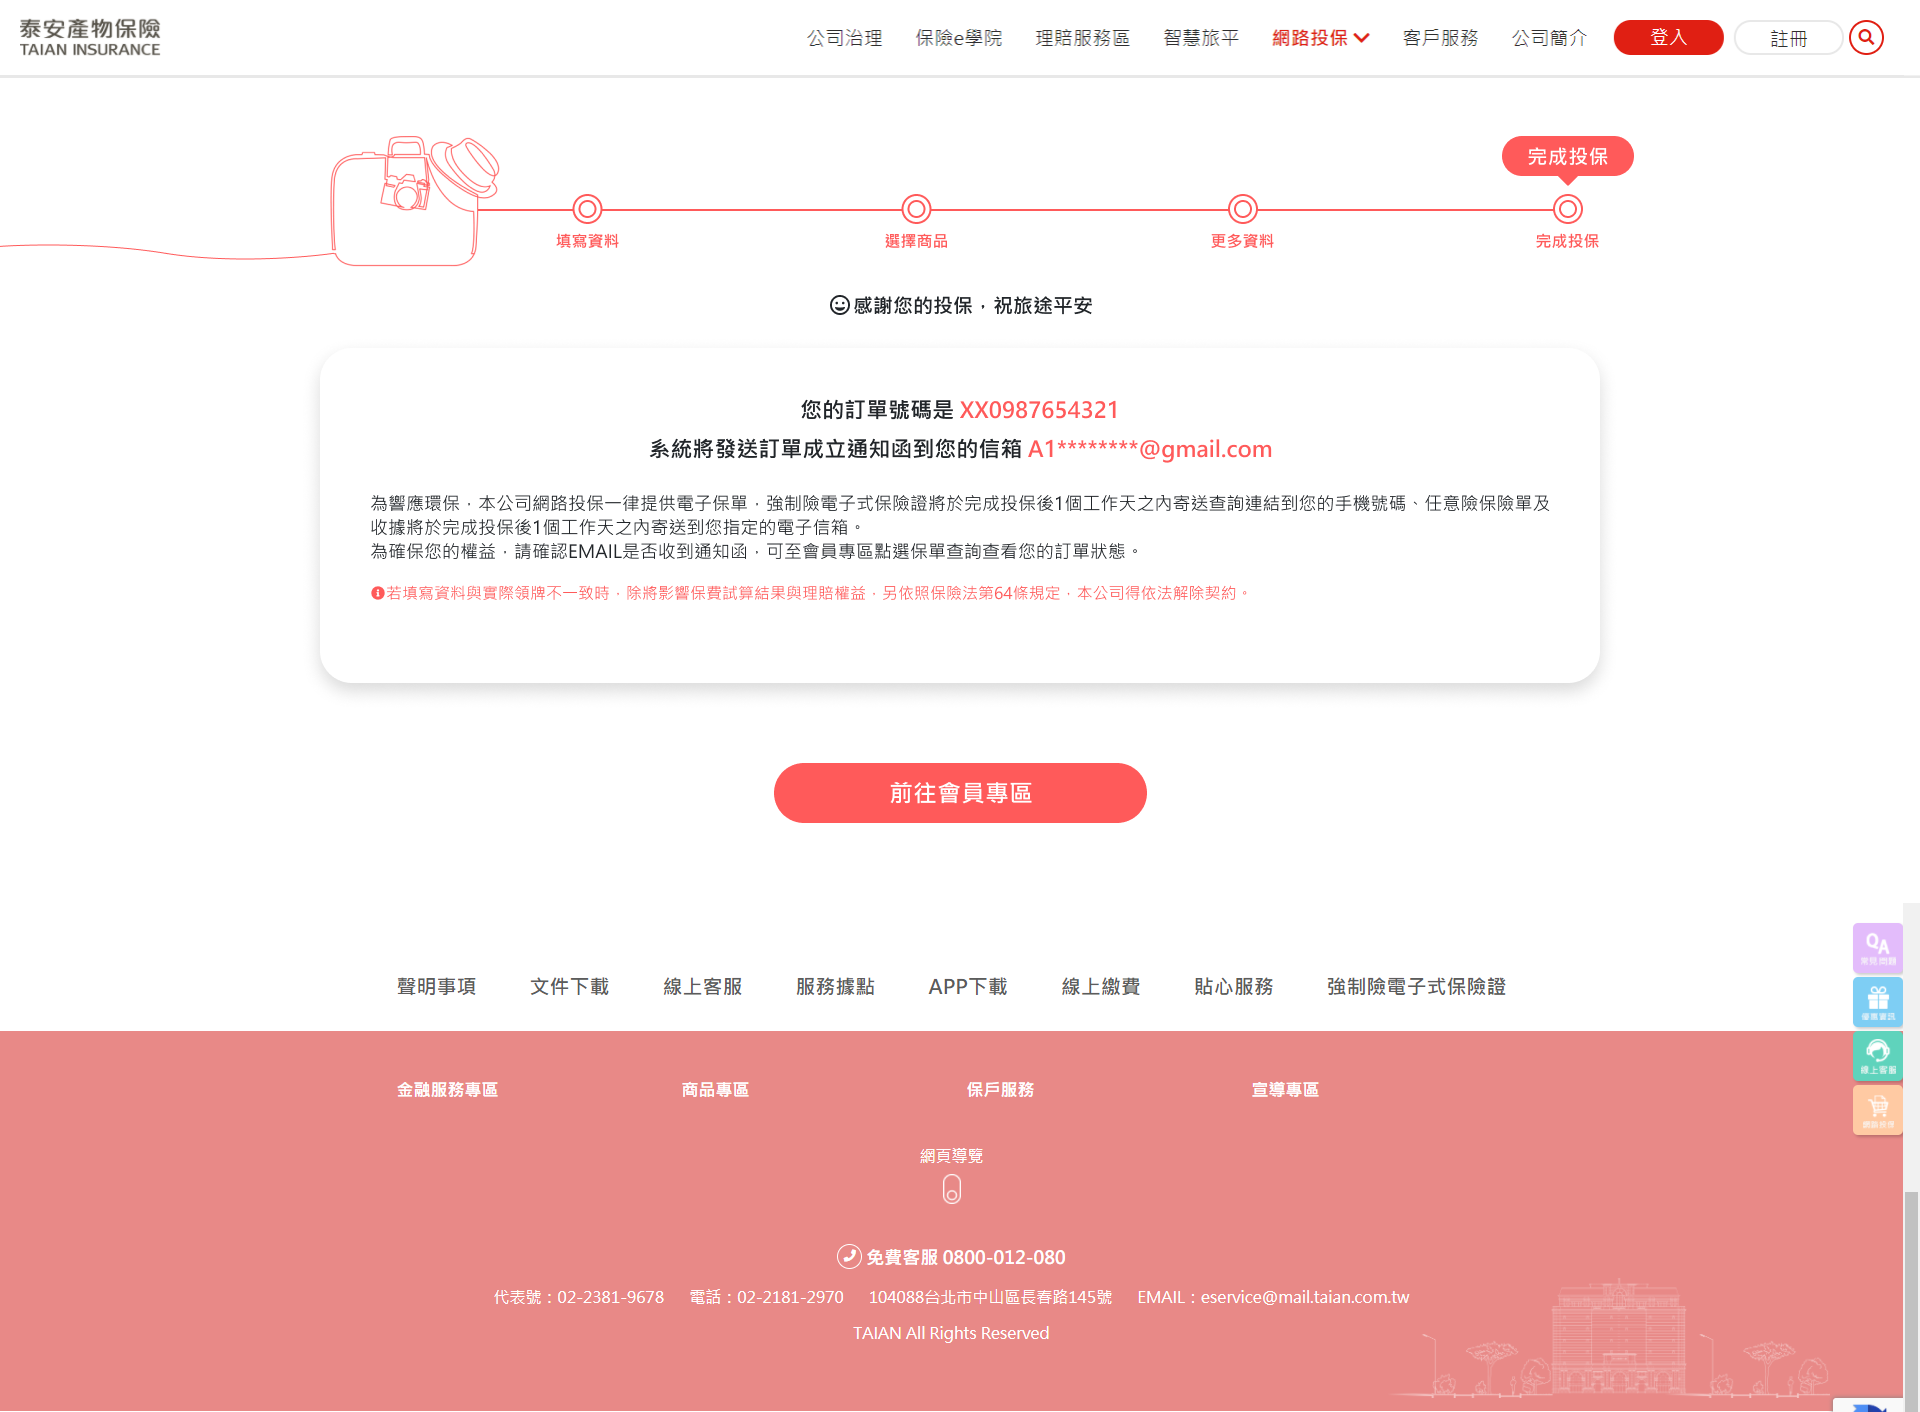 泰安產物保險
TAIAN INSURANCE
公司治理 保險e學院 理賠服務區 智慧旅平 網路投保 客戶服務 公司簡介 登入 註冊
完成投保
填寫資料 選擇商品 更多資料 完成投保
感謝您的投保，祝旅途平安
您的訂單號碼是 XX0987654321
系統將發送訂單成立通知函到您的信箱 A1********@gmail.com
為響應環保，本公司網路投保一律提供電子保單，強制險電子式保險證將於完成投保後1個工作天之內寄送查詢連結到您的手機號碼、任意險保險單及
收據將於完成投保後1個工作天之內寄送到您指定的電子信箱。
為確保您的權益，請確認EMAIL是否收到通知函，可至會員專區點選保單查詢查看您的訂單狀態。
若填寫資料與實際領牌不一致時，除將影響保費試算結果與理賠權益，另依照保險法第64條規定，本公司得依法解除契約。
前往會員專區
QA
常見問題
優惠資訊
線上客服
網路投保
聲明事項 文件下載 線上客服 服務據點 APP下載 線上繳費 貼心服務 強制險電子式保險證
金融服務專區 商品專區 保戶服務 宣導專區
網頁導覽
免費客服 0800-012-080
代表號：02-2381-9678 電話：02-2181-2970 104088台北市中山區長春路145號 EMAIL：eservice@mail.taian.com.tw
TAIAN All Rights Reserved